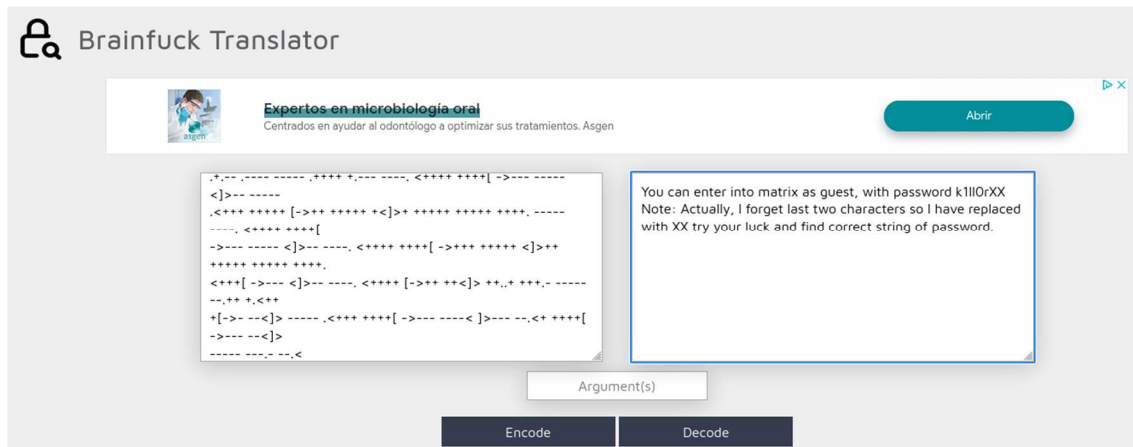 Brainfuck Translator
Expertos en microbiología oral
Centrados en ayudar al odontólogo a optimizar sus tratamientos. Asgen
asgen
Abrir
.+.-- .---- ----- .++++ +.--- ----. <++++ ++++[ ->--- -----
<]>-- -----
.<+++ +++++ [->++ +++++ +<]>+ +++++ +++++ ++++. -----
----. <++++ ++++[
->--- ----- <]>-- ----. <++++ ++++[ ->+++ +++++ <]>++
+++++ +++++ ++++.
<+++[ ->--- <]>-- ----. <++++ [->++ ++<]> ++..+ +++.- -----
--.++ +.<++
+[->- --<]> ----- .<+++ ++++[ ->--- ----< ]>--- --.<+ ++++[
->--- --<]>
----- ---.- --.<
You can enter into matrix as guest, with password k1ll0rXX
Note: Actually, I forget last two characters so I have replaced
with XX try your luck and find correct string of password.
Argument(s)
Encode
Decode